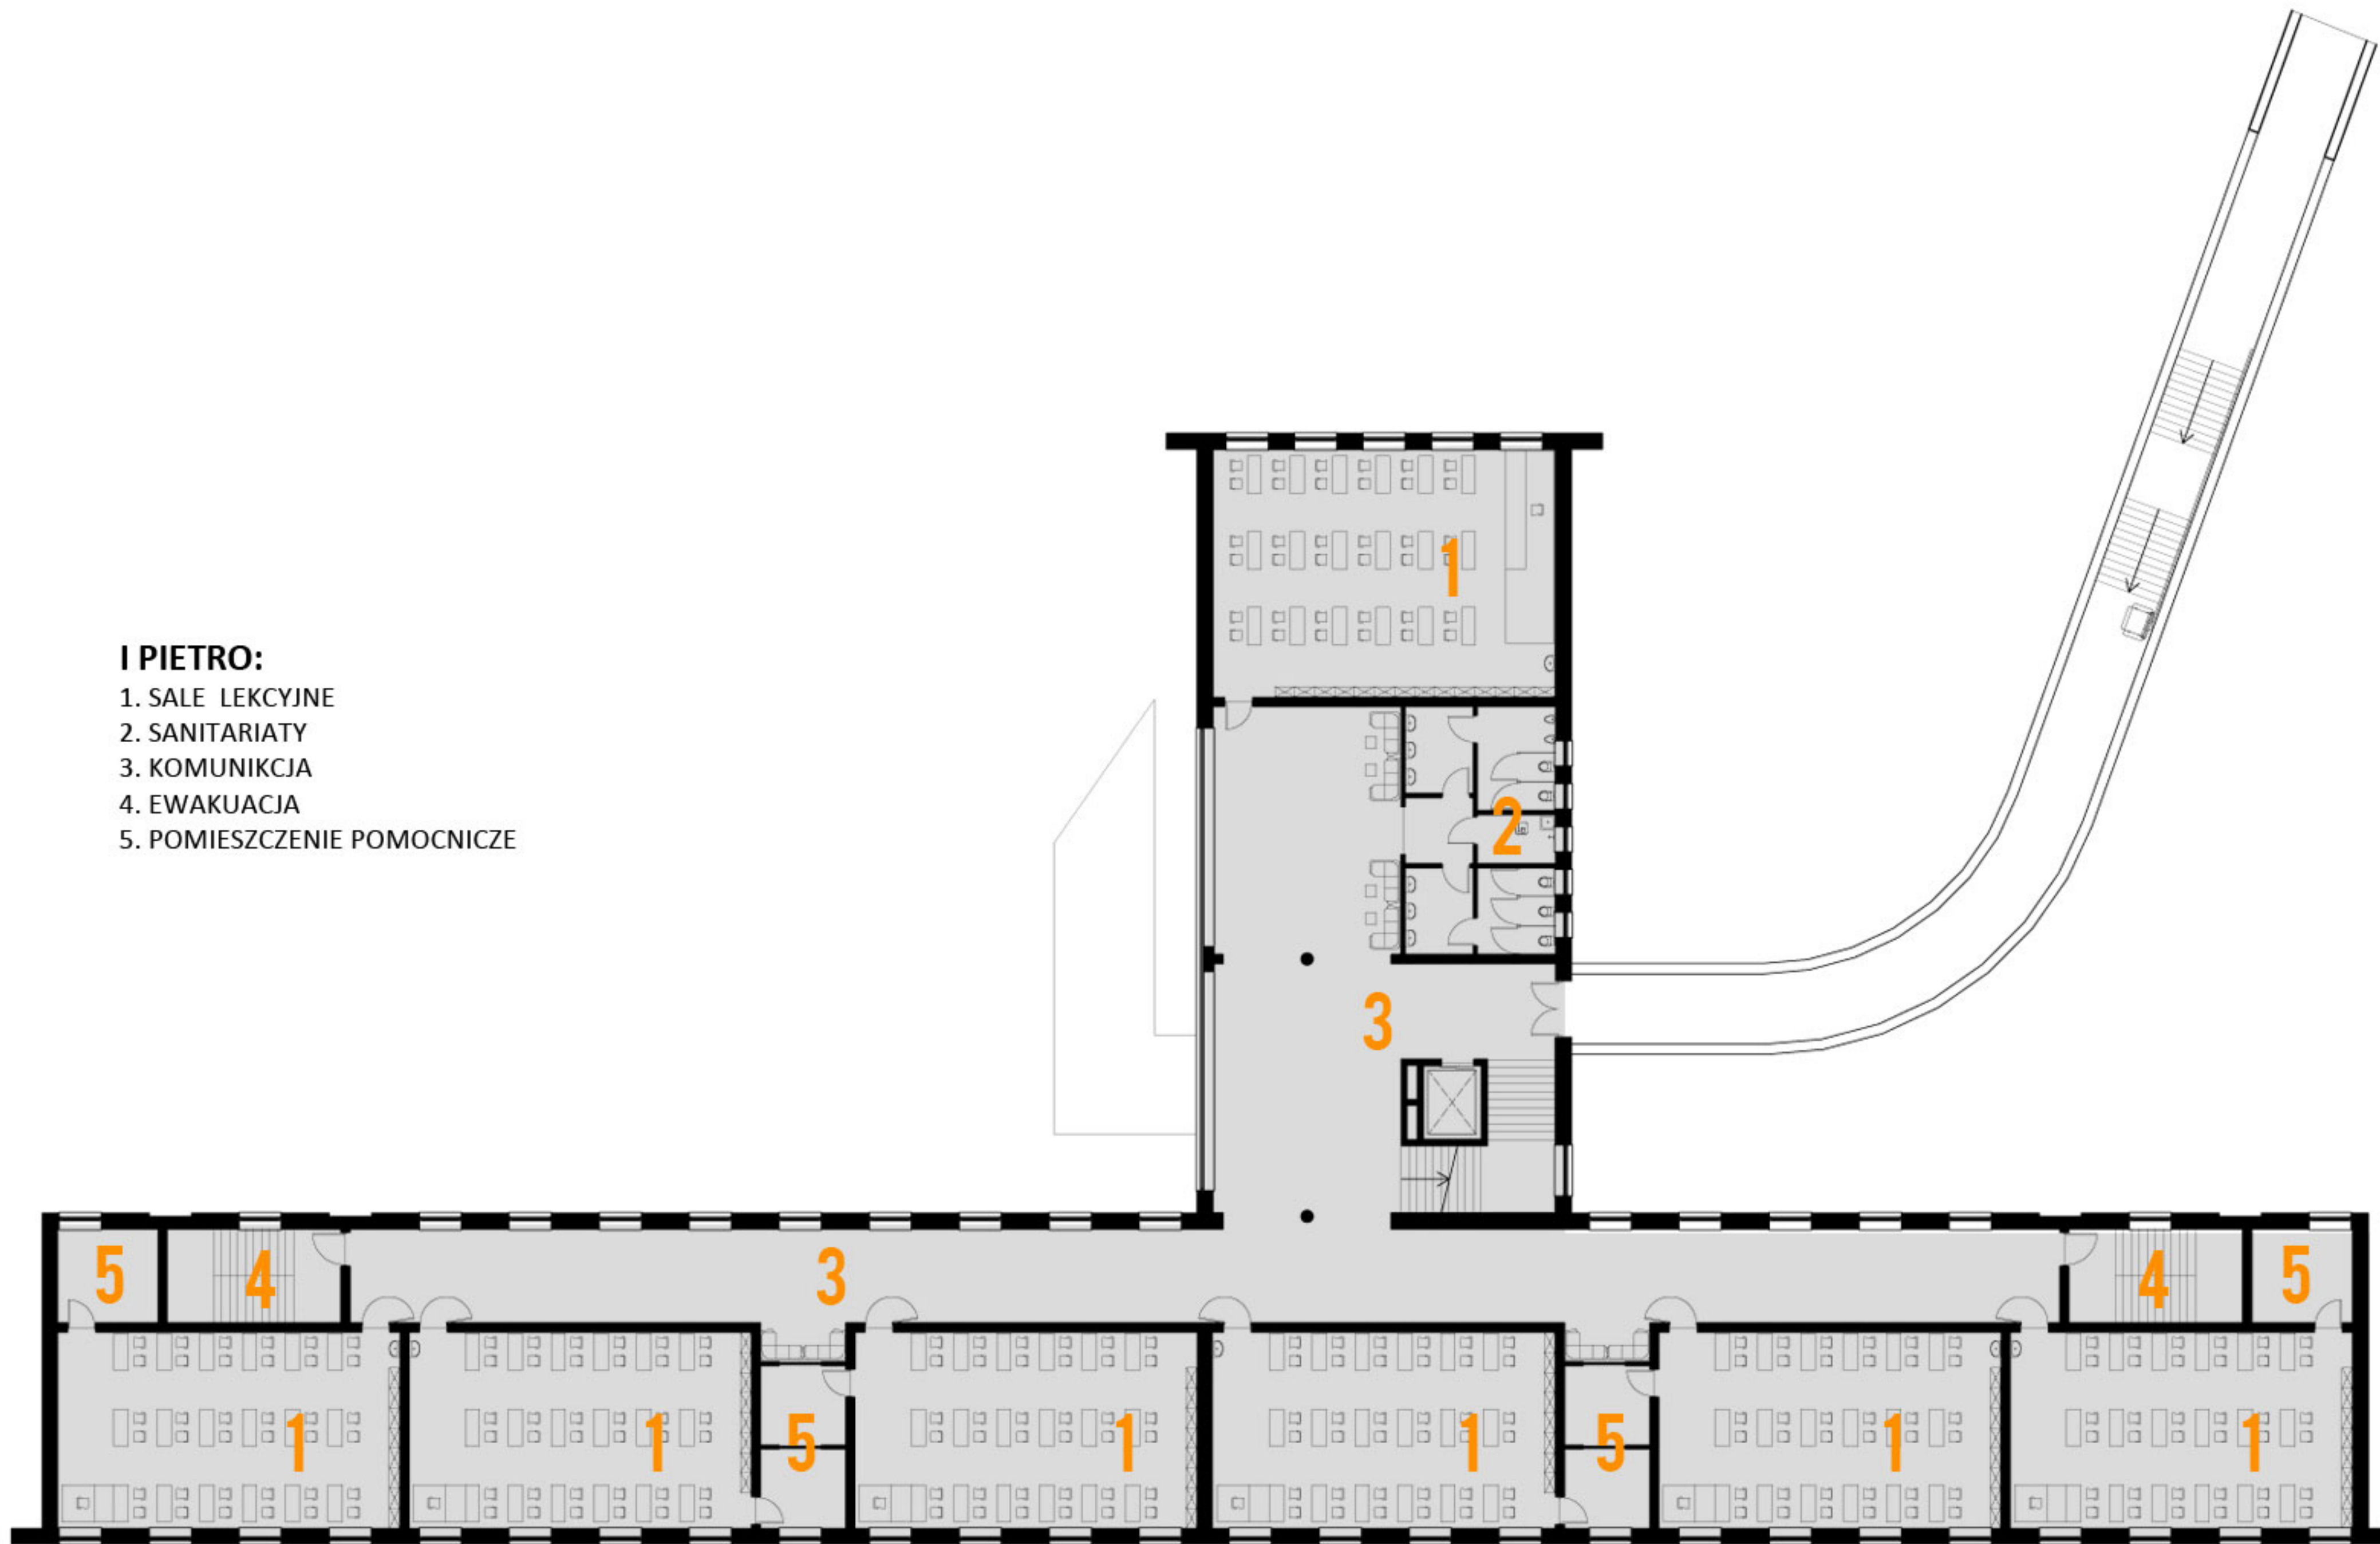 1
I PIETRO:
1. SALE LEKCYJNE
2. SANITARIATY
3. KOMUNIKCJA
4. EWAKUACJA
5. POMIESZCZENIE POMOCNICZE
2
3
5 4 3 4 5
1 1 5 1 1 5 1 1